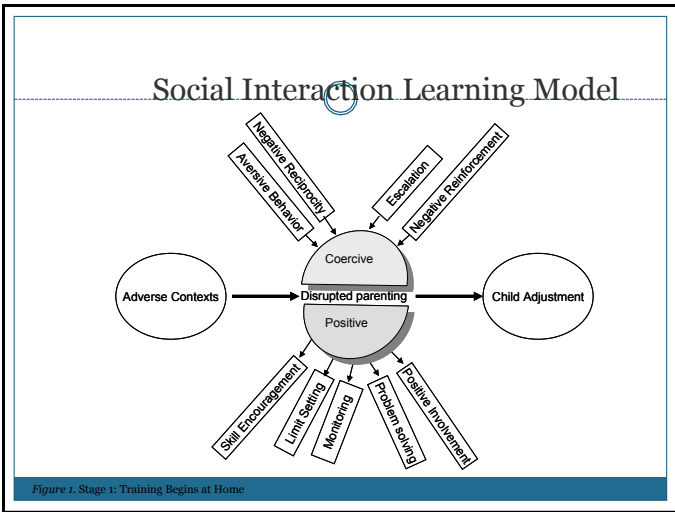 Social Interaction Learning Model
Aversive Behavior
Negative Reciprocity
Escalation
Negative Reinforcement
Coercive
Adverse Contexts
Disrupted parenting
Child Adjustment
Positive
Skill Encouragement
Limit Setting
Monitoring
Problem solving
Positive Involvement
Figure 1. Stage 1: Training Begins at Home